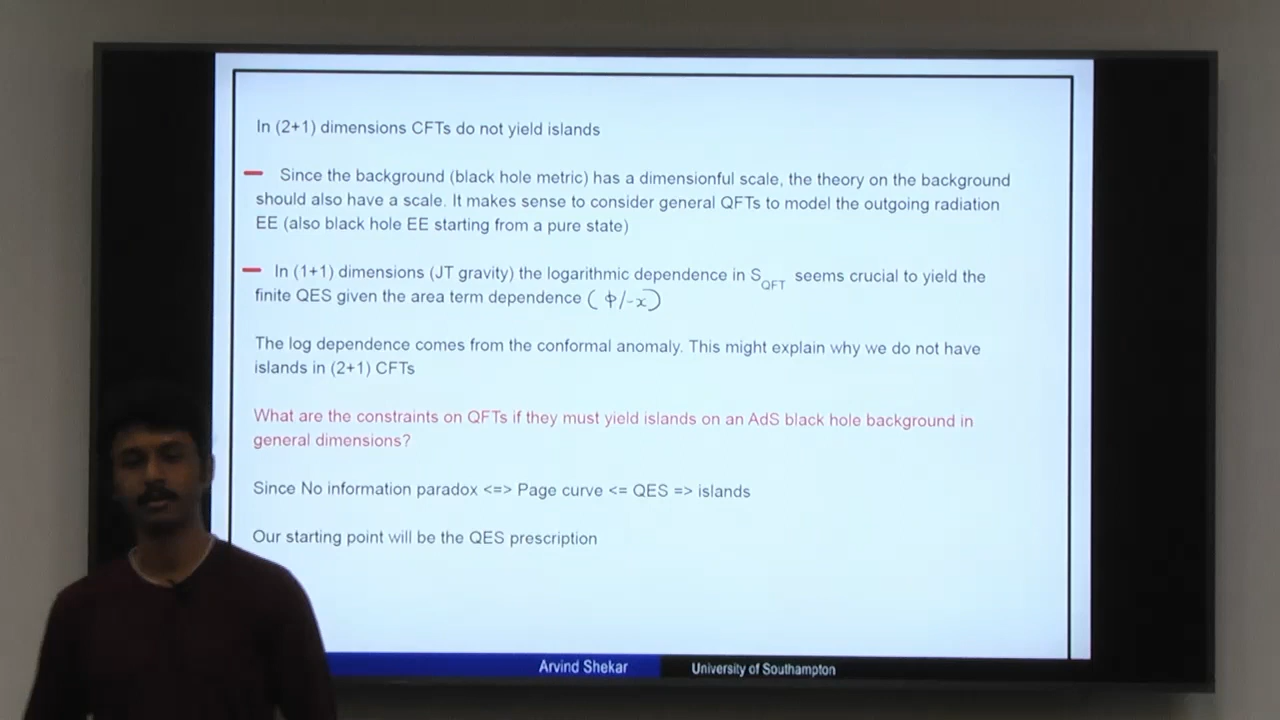 In (2+1) dimensions CFTs do not yield islands
Since the background (black hole metric) has a dimensionful scale, the theory on the background
should also have a scale. It makes sense to consider general QFTs to model the outgoing radiation
EE (also black hole EE starting from a pure state)
In (1+1) dimensions (JT gravity) the logarithmic dependence in S_QFT seems crucial to yield the
finite QES given the area term dependence (ϕ/-x)
The log dependence comes from the conformal anomaly. This might explain why we do not have
islands in (2+1) CFTs
What are the constraints on QFTs if they must yield islands on an AdS black hole background in
general dimensions?
Since No information paradox <=> Page curve <= QES => islands
Our starting point will be the QES prescription
Arvind Shekar University of Southampton